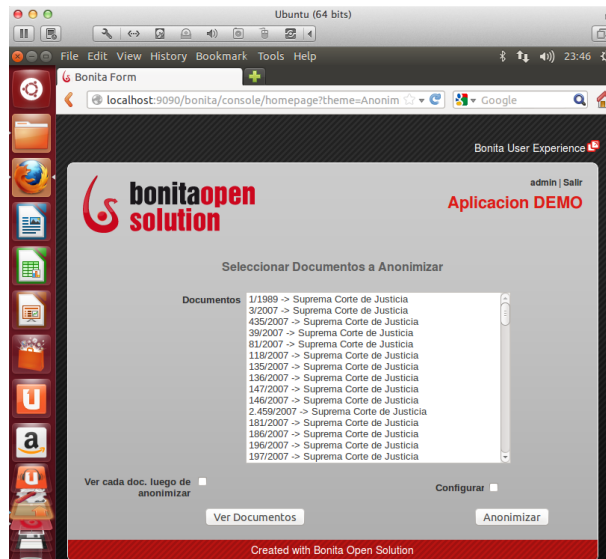 Ubuntu (64 bits)
File Edit View History Bookmark Tools Help
23:46
Bonita Form
localhost:9090/bonita/console/homepage?theme=Anonim
Google
Bonita User Experience
admin | Salir
bonitaopen
solution
Aplicacion DEMO
Seleccionar Documentos a Anonimizar
Documentos
1/1989 -> Suprema Corte de Justicia
3/2007 -> Suprema Corte de Justicia
435/2007 -> Suprema Corte de Justicia
39/2007 -> Suprema Corte de Justicia
81/2007 -> Suprema Corte de Justicia
118/2007 -> Suprema Corte de Justicia
135/2007 -> Suprema Corte de Justicia
136/2007 -> Suprema Corte de Justicia
147/2007 -> Suprema Corte de Justicia
146/2007 -> Suprema Corte de Justicia
2.459/2007 -> Suprema Corte de Justicia
181/2007 -> Suprema Corte de Justicia
186/2007 -> Suprema Corte de Justicia
196/2007 -> Suprema Corte de Justicia
197/2007 -> Suprema Corte de Justicia
Ver cada doc. luego de
anonimizar
Configurar
Ver Documentos
Anonimizar
Created with Bonita Open Solution